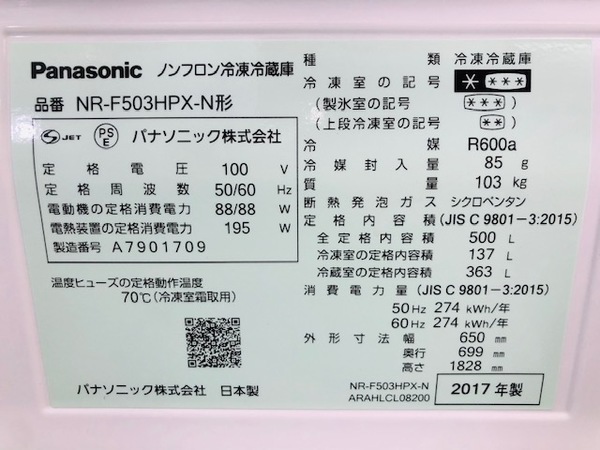 Panasonic ノンフロン冷凍冷蔵庫
品番 NR-F503HPX-N形
S JET PS E パナソニック株式会社
定格電圧 100 V
定格周波数 50/60 Hz
電動機の定格消費電力 88/88 W
電熱装置の定格消費電力 195 W
製造番号 A7901709
温度ヒューズの定格動作温度
70℃(冷凍室霜取用)
パナソニック株式会社 日本製
種類 冷凍冷蔵庫
冷凍室の記号 * ***
(製氷室の記号 ***)
(上段冷凍室の記号 **)
冷媒 R600a
冷媒封入量 85 g
質量 103 kg
断熱発泡ガス シクロペンタン
定格内容積 (JIS C 9801-3:2015)
全定格内容積 500 L
冷凍室の定格内容積 137 L
冷蔵室の定格内容積 363 L
消費電力量 (JIS C 9801-3:2015)
50 Hz 274 kWh/年
60 Hz 274 kWh/年
外形寸法 幅 650 mm
奥行 699 mm
高さ 1828 mm
NR-F503HPX-N
ARAHLCL08200
2017年製